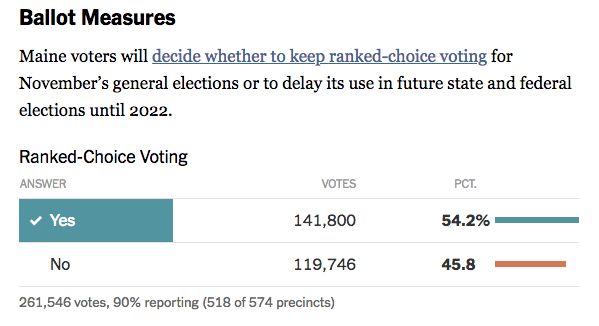 Ballot Measures
Maine voters will decide whether to keep ranked-choice voting for
November’s general elections or to delay its use in future state and federal
elections until 2022.
Ranked-Choice Voting
ANSWER VOTES PCT.
✓ Yes 141,800 54.2%
No 119,746 45.8
261,546 votes, 90% reporting (518 of 574 precincts)